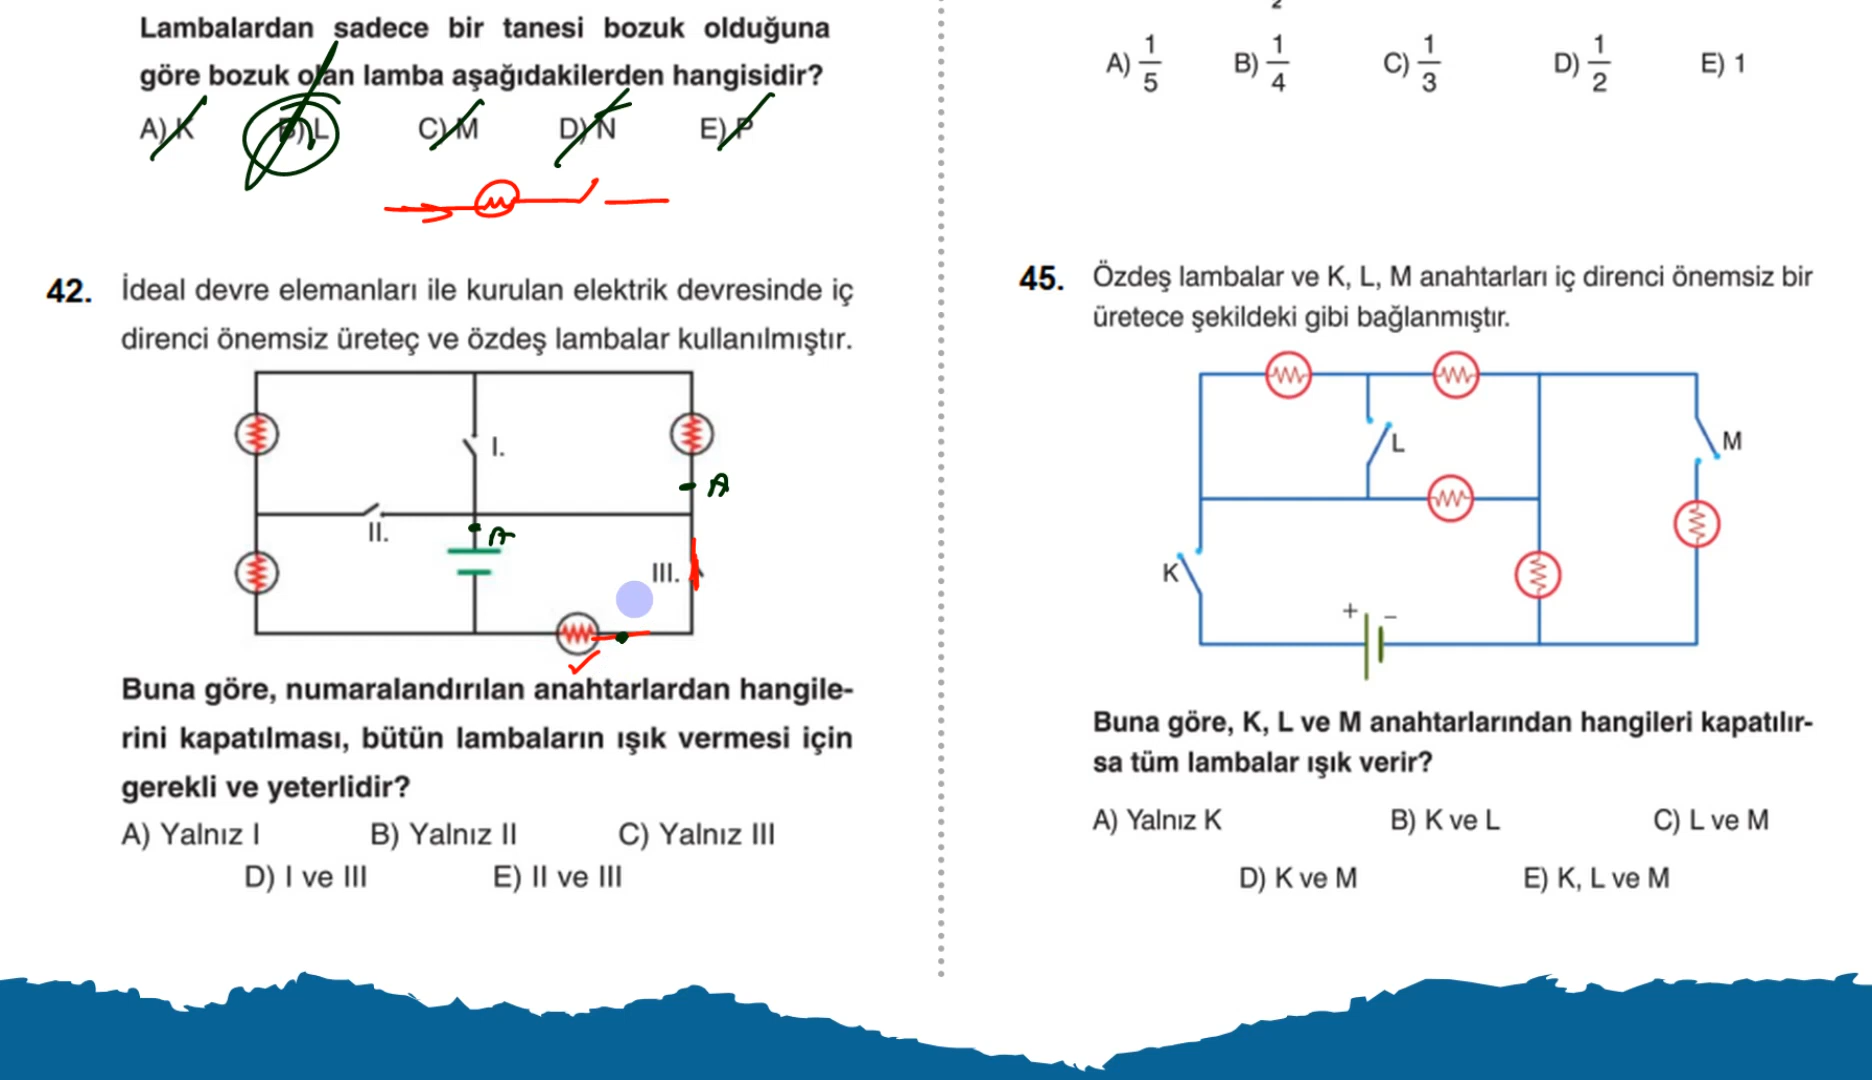 Lambalardan sadece bir tanesi bozuk olduğuna
göre bozuk olan lamba aşağıdakilerden hangisidir?
A) K B) L C) M D) N E) P
42. İdeal devre elemanları ile kurulan elektrik devresinde iç
direnci önemsiz üreteç ve özdeş lambalar kullanılmıştır.
I.
A
II.
A
III.
Buna göre, numaralandırılan anahtarlardan hangile-
rini kapatılması, bütün lambaların ışık vermesi için
gerekli ve yeterlidir?
A) Yalnız I B) Yalnız II C) Yalnız III
D) I ve III E) II ve III
2
A) 1/5 B) 1/4 C) 1/3 D) 1/2 E) 1
45. Özdeş lambalar ve K, L, M anahtarları iç direnci önemsiz bir
üretece şekildeki gibi bağlanmıştır.
L
M
K
+ −
Buna göre, K, L ve M anahtarlarından hangileri kapatılır-
sa tüm lambalar ışık verir?
A) Yalnız K B) K ve L C) L ve M
D) K ve M E) K, L ve M